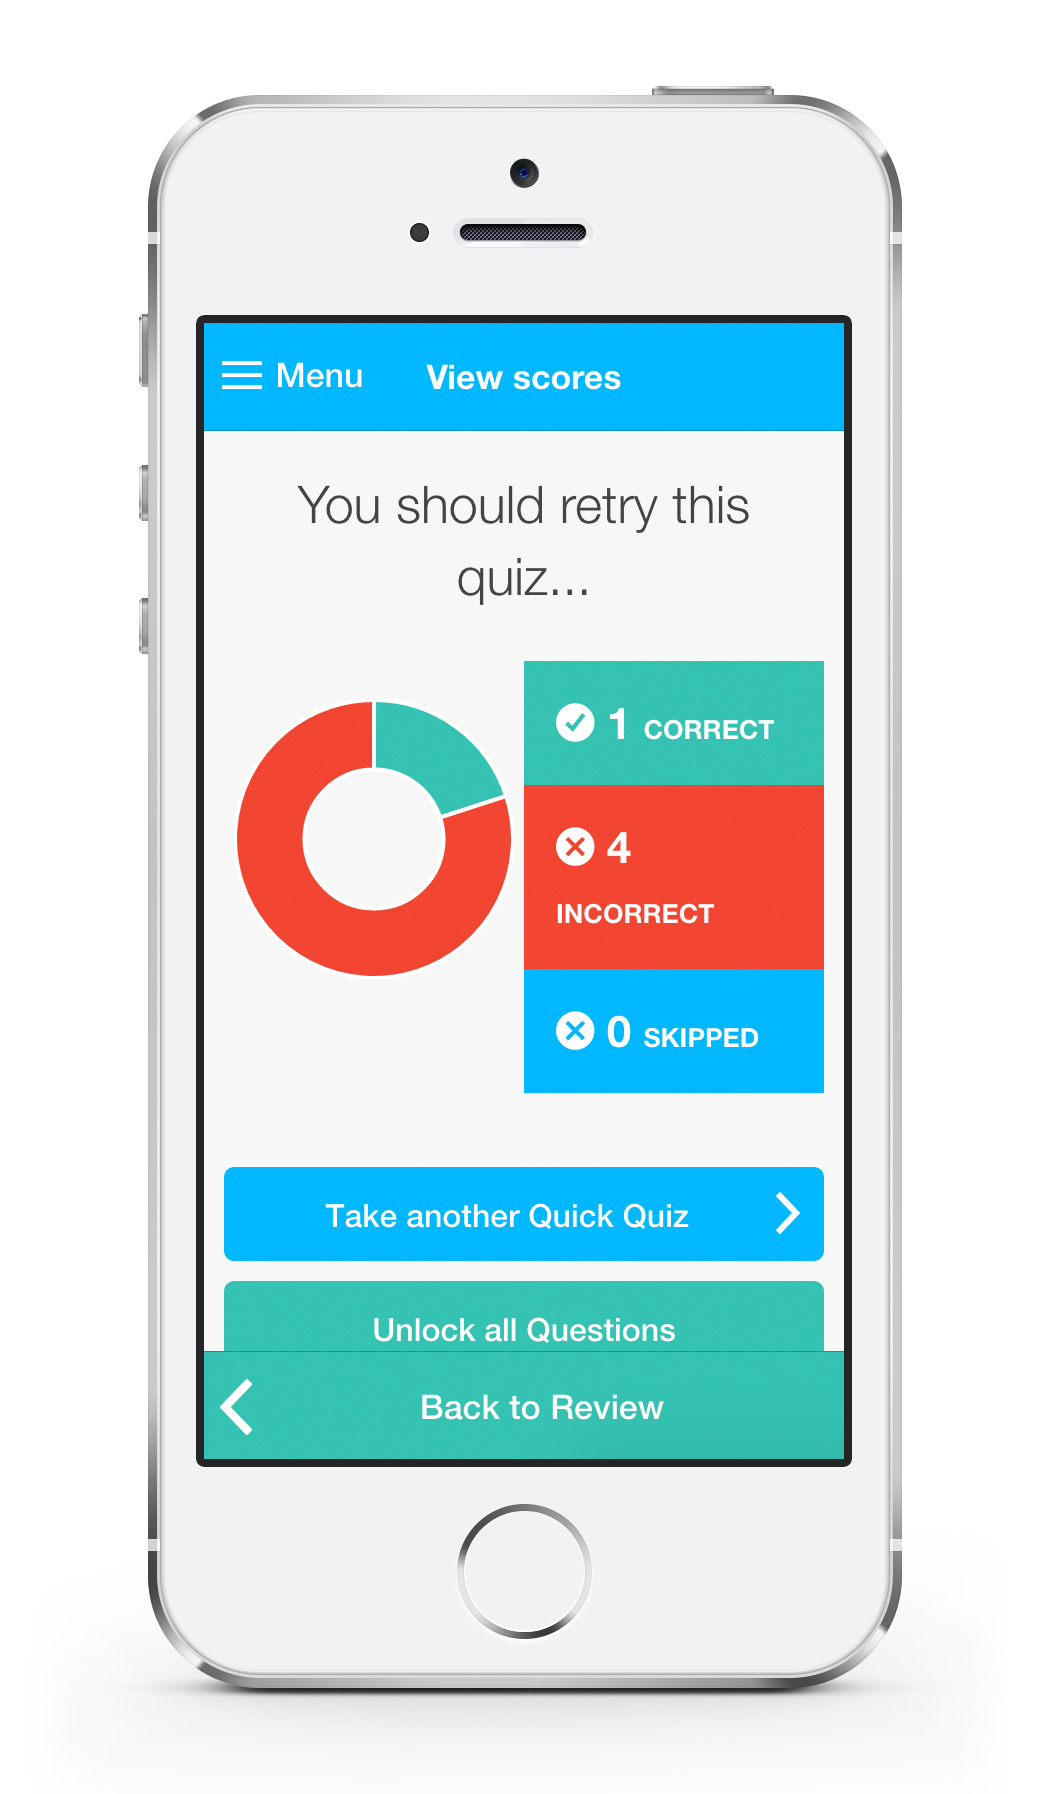 Menu
View scores
You should retry this
quiz...
1 CORRECT
4
INCORRECT
0 SKIPPED
Take another Quick Quiz
Unlock all Questions
Back to Review